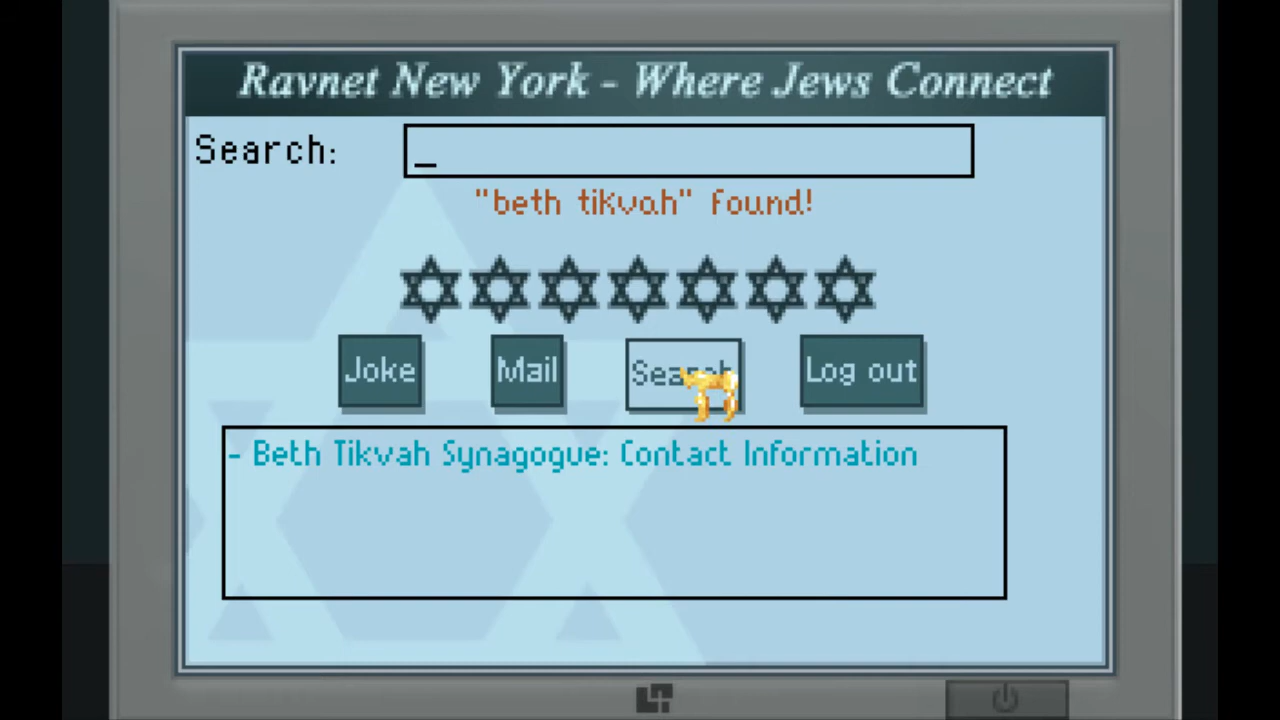 Ravnet New York - Where Jews Connect
Search: _
"beth tikvah" found!
Joke Mail Search Log out
- Beth Tikvah Synagogue: Contact Information